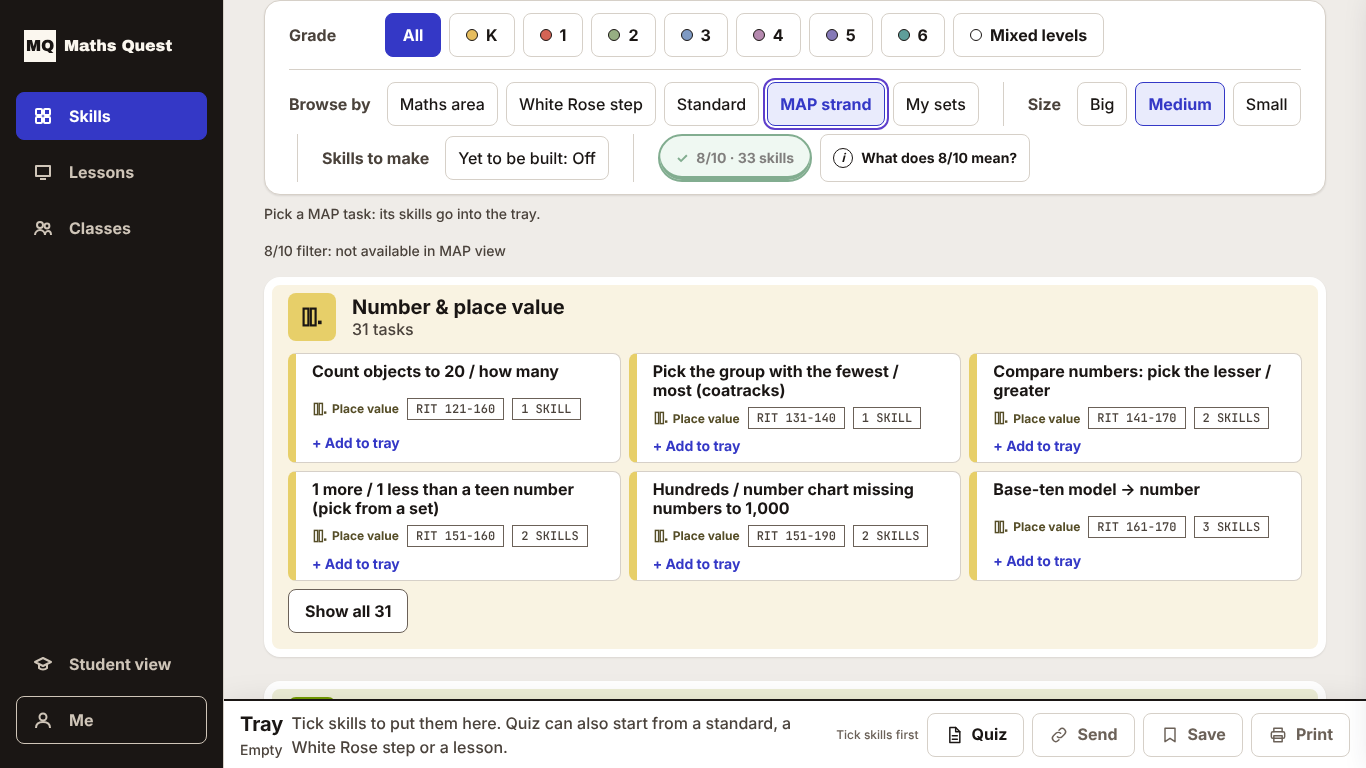 MQ Maths Quest
Skills
Lessons
Classes
Student view
Me
Grade All K 1 2 3 4 5 6 Mixed levels
Browse by Maths area White Rose step Standard MAP strand My sets Size Big Medium Small
Skills to make Yet to be built: Off 8/10 · 33 skills i What does 8/10 mean?
Pick a MAP task: its skills go into the tray.
8/10 filter: not available in MAP view
Number & place value
31 tasks
Count objects to 20 / how many
Place value RIT 121-160 1 SKILL
+ Add to tray
Pick the group with the fewest /
most (coatracks)
Place value RIT 131-140 1 SKILL
+ Add to tray
Compare numbers: pick the lesser /
greater
Place value RIT 141-170 2 SKILLS
+ Add to tray
1 more / 1 less than a teen number
(pick from a set)
Place value RIT 151-160 2 SKILLS
+ Add to tray
Hundreds / number chart missing
numbers to 1,000
Place value RIT 151-190 2 SKILLS
+ Add to tray
Base-ten model → number
Place value RIT 161-170 3 SKILLS
+ Add to tray
Show all 31
Tray
Empty
Tick skills to put them here. Quiz can also start from a standard, a
White Rose step or a lesson.
Tick skills first Quiz Send Save Print